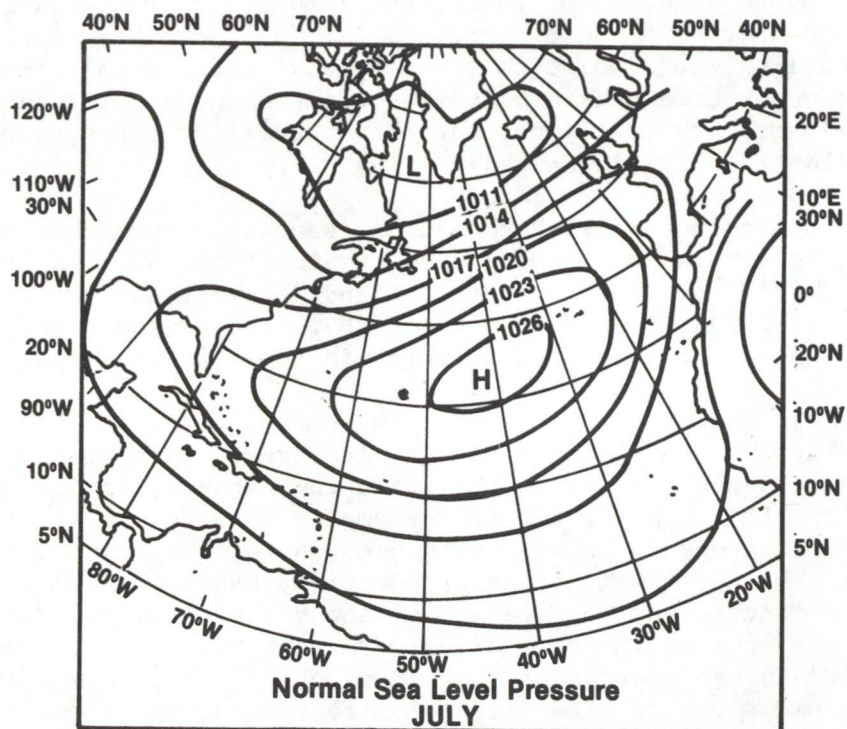 40ºN 50ºN 60ºN 70ºN 70ºN 60ºN 50ºN 40ºN
120ºW 20ºE
L
110ºW 10ºE
30ºN 30ºN
1011
1014
1017 1020
100ºW 0º
1023
1026
20ºN 20ºN
H
90ºW 10ºW
10ºN 10ºN
5ºN 5ºN
80ºW 20ºW
70ºW 30ºW
60ºW 40ºW
50ºW
Normal Sea Level Pressure
JULY